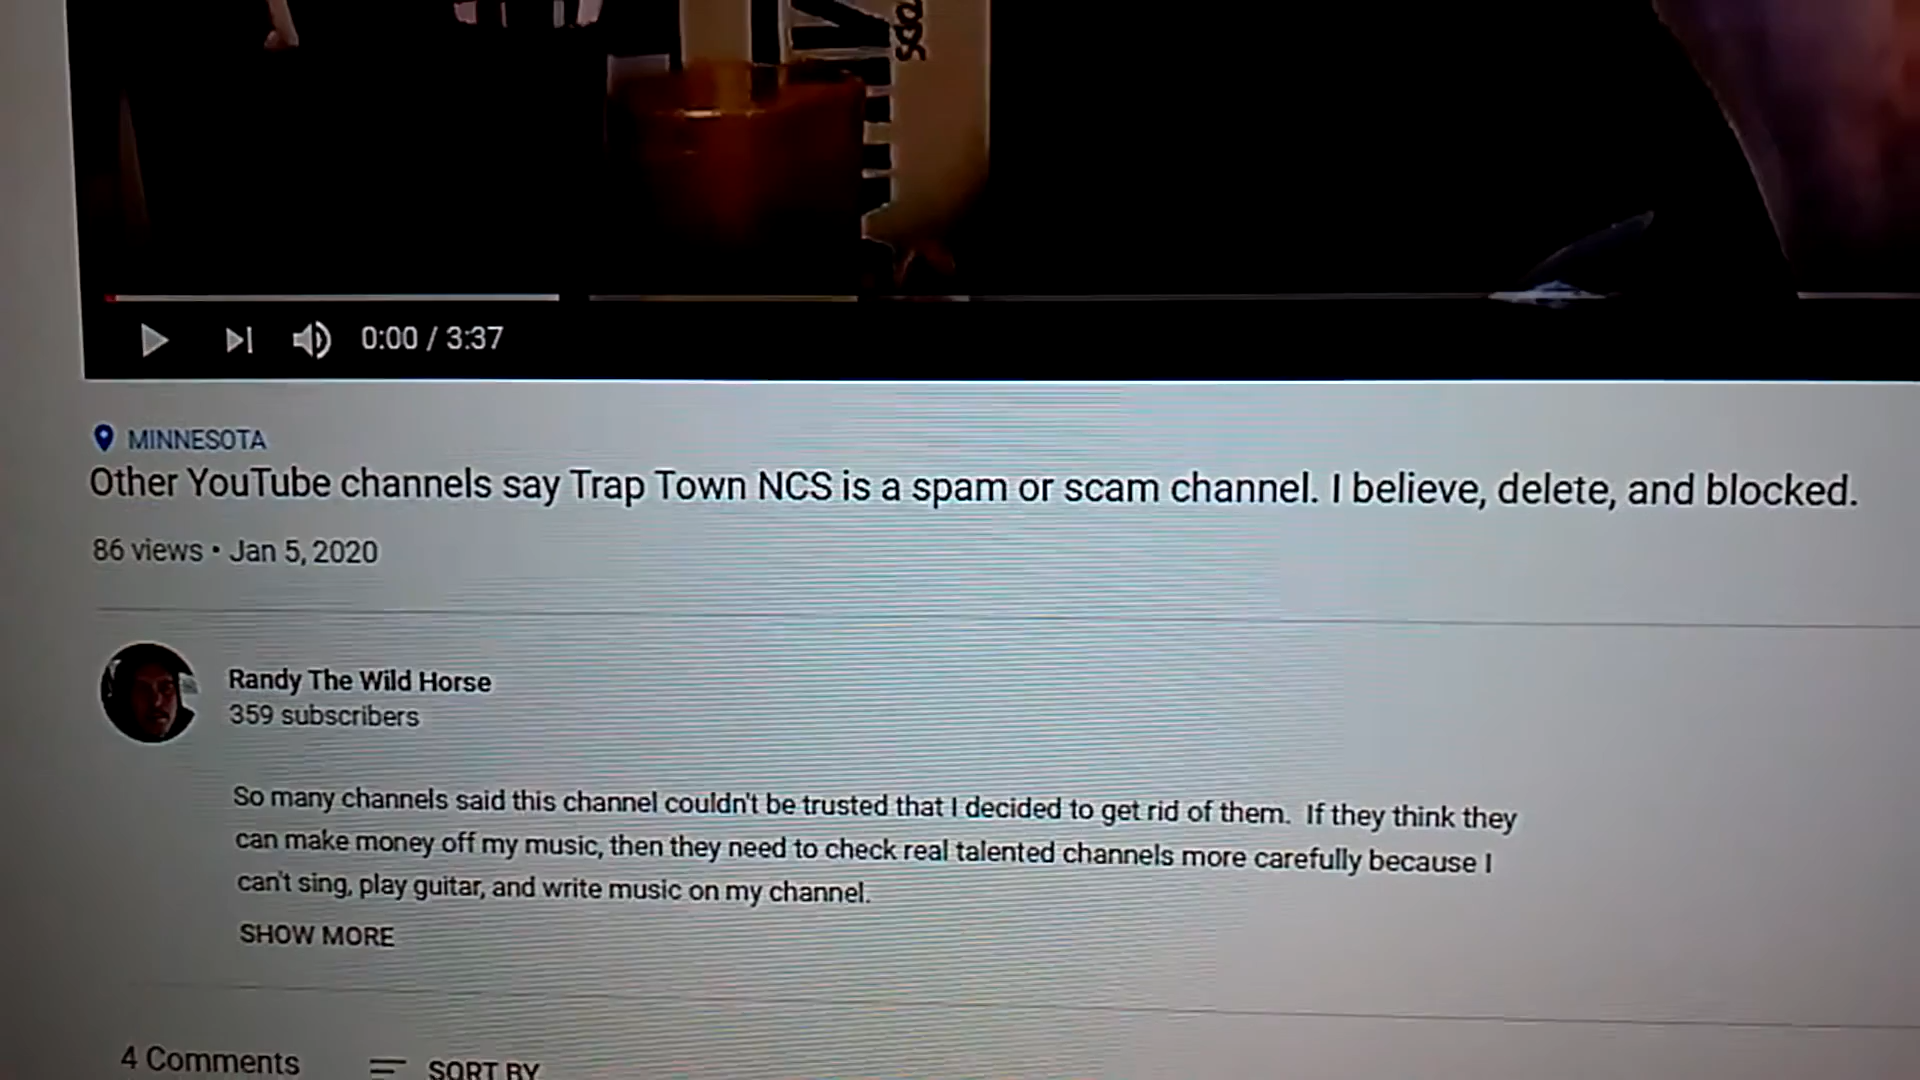 0:00 / 3:37
MINNESOTA
Other YouTube channels say Trap Town NCS is a spam or scam channel. I believe, delete, and blocked.
86 views • Jan 5, 2020
Randy The Wild Horse
359 subscribers
So many channels said this channel couldn't be trusted that I decided to get rid of them.  If they think they
can make money off my music, then they need to check real talented channels more carefully because I
can't sing, play guitar, and write music on my channel.
SHOW MORE
4 Comments
SORT BY